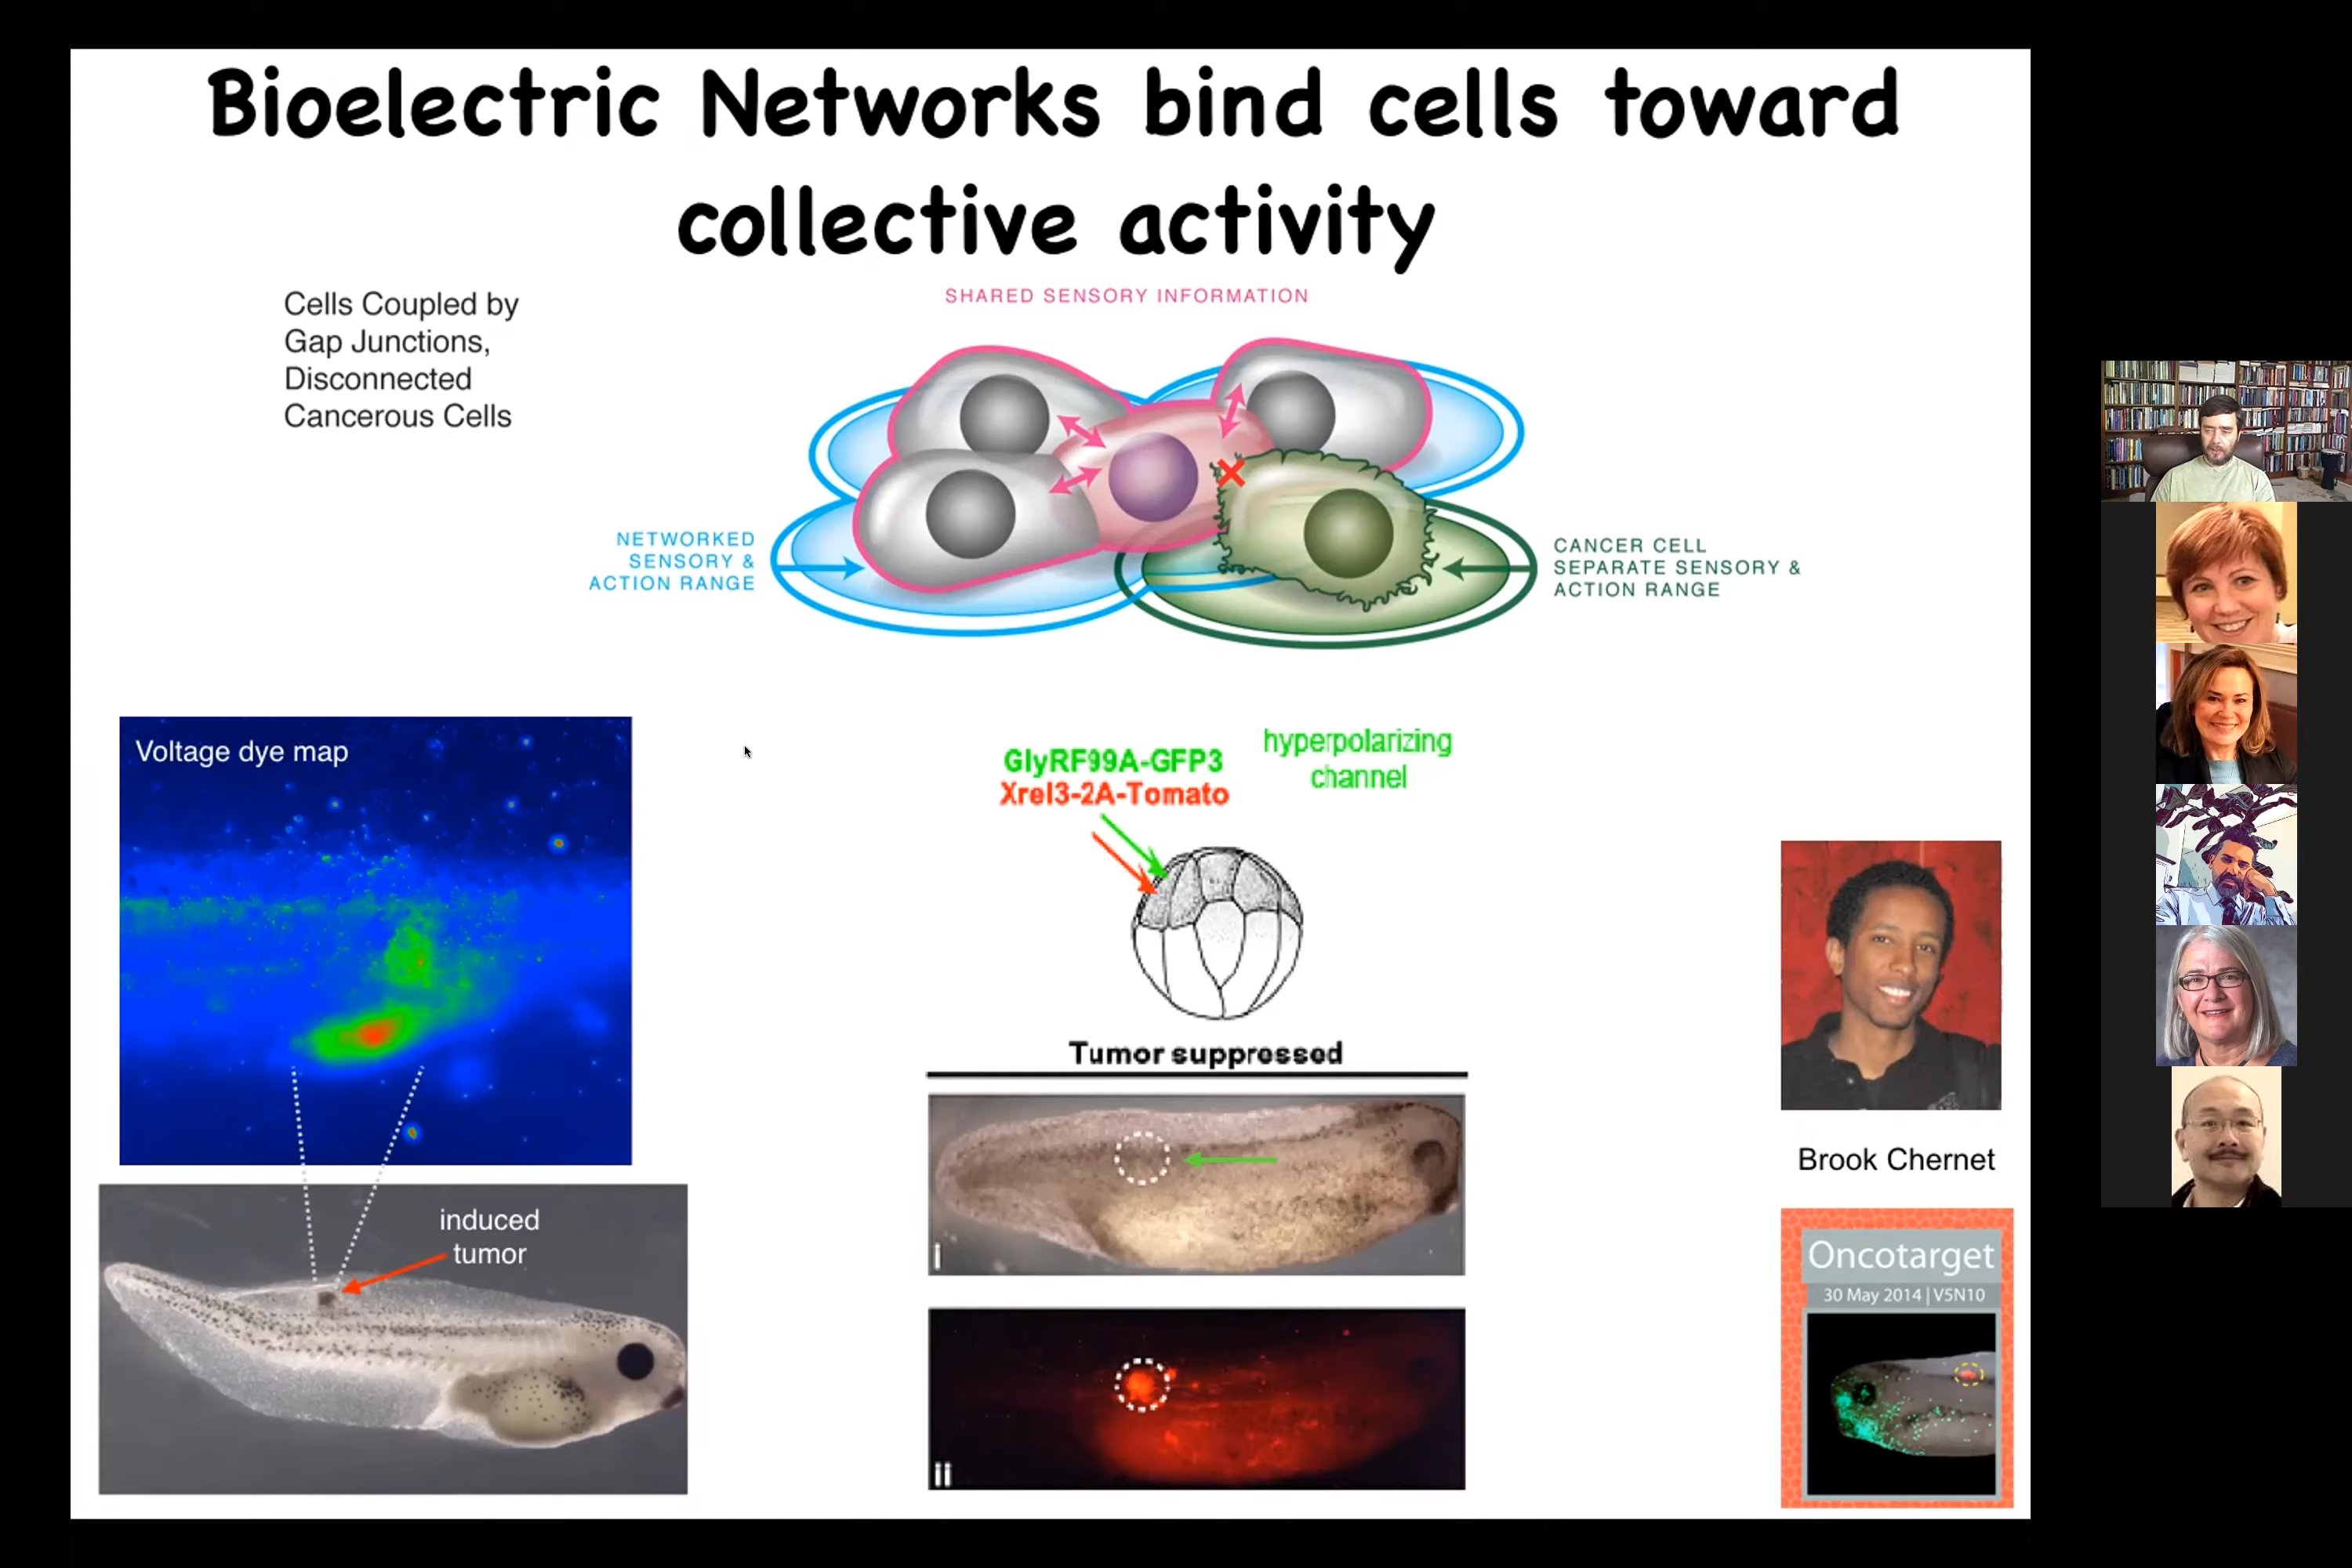 Bioelectric Networks bind cells toward
collective activity
Cells Coupled by
Gap Junctions,
Disconnected
Cancerous Cells
SHARED SENSORY INFORMATION
NETWORKED
SENSORY &
ACTION RANGE
CANCER CELL
SEPARATE SENSORY &
ACTION RANGE
Voltage dye map
induced
tumor
GlyRF99A-GFP3
Xrel3-2A-Tomato
hyperpolarizing
channel
Tumor suppressed
i
ii
Brook Chernet
Oncotarget
30 May 2014 | V5N10